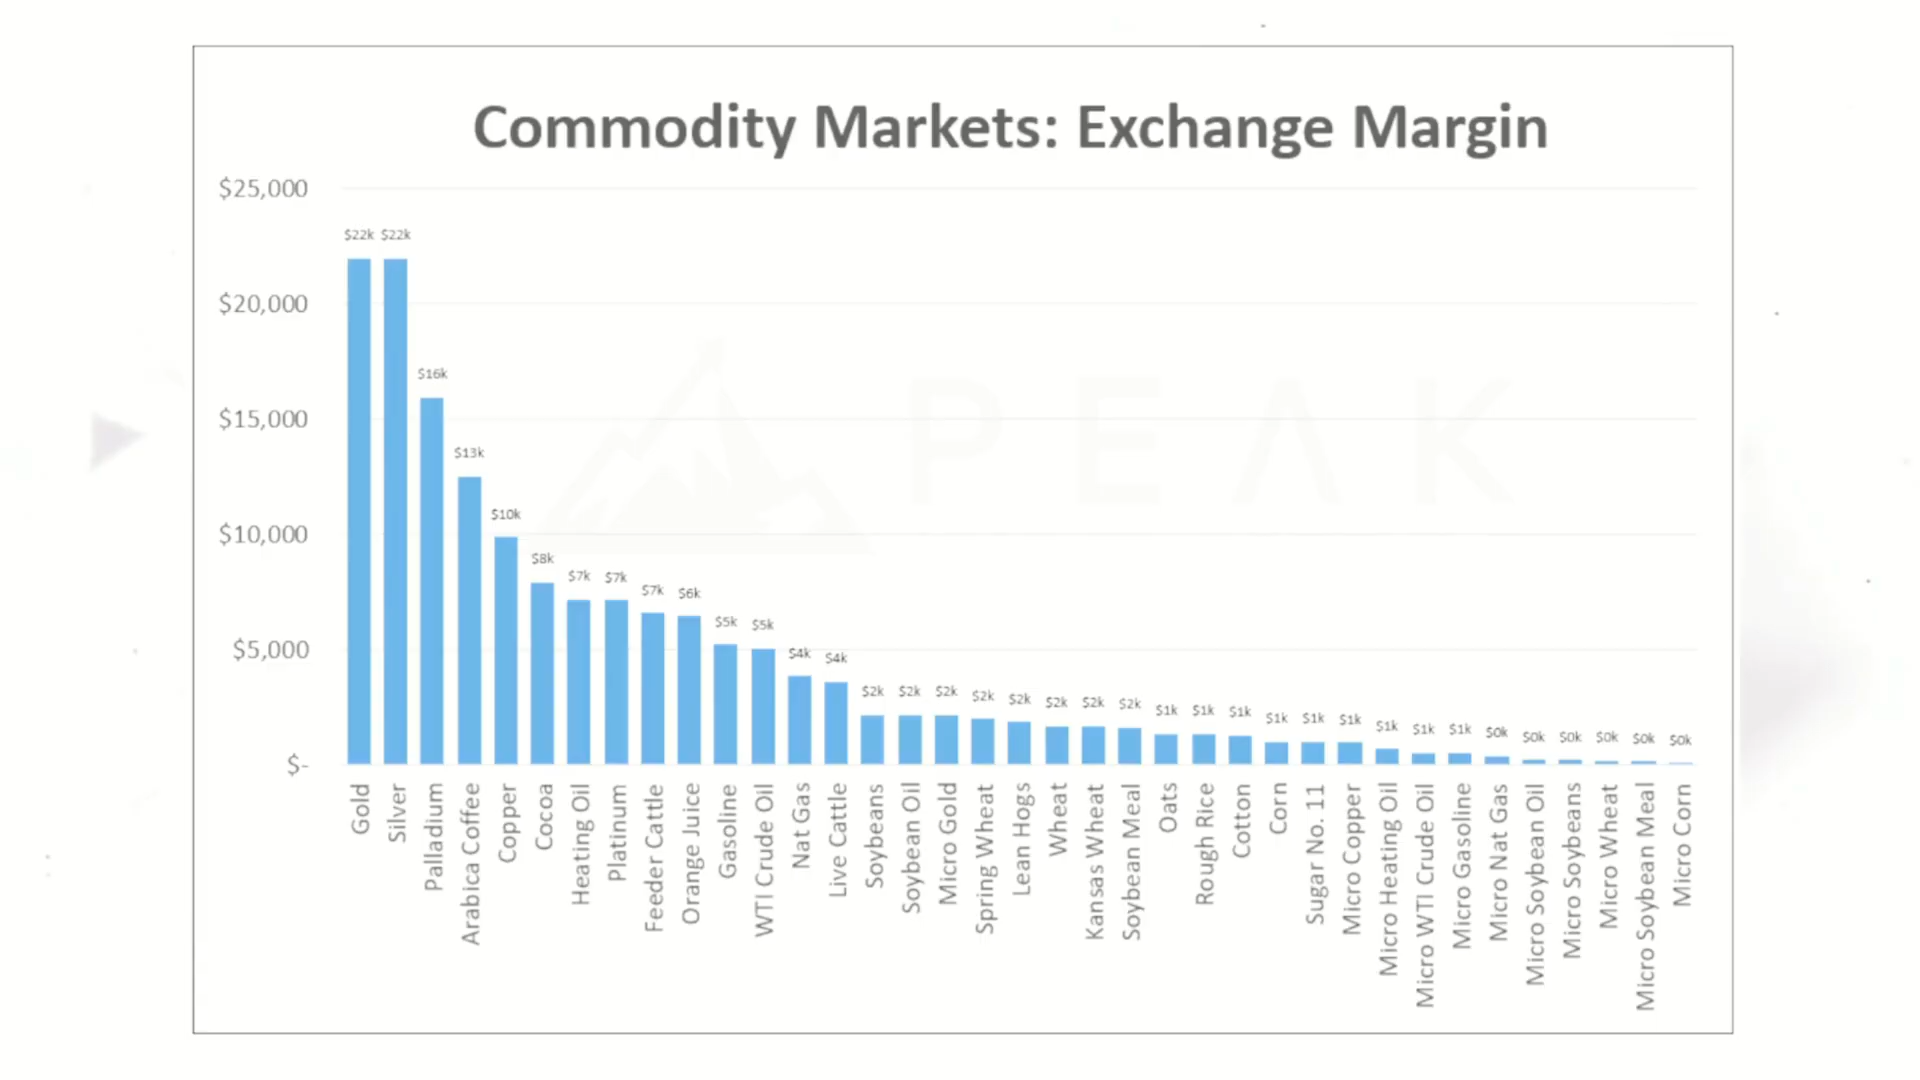 Commodity Markets: Exchange Margin
$25,000
$20,000
$15,000
$10,000
$5,000
$-
$22k $22k $16k $13k $10k $8k $7k $7k $7k $6k $5k $5k $4k $4k $2k $2k $2k $2k $2k $2k $2k $2k $1k $1k $1k $1k $1k $1k $1k $1k $1k $0k $0k $0k $0k $0k $0k
PEAK
Gold
Silver
Palladium
Arabica Coffee
Copper
Cocoa
Heating Oil
Platinum
Feeder Cattle
Orange Juice
Gasoline
WTI Crude Oil
Nat Gas
Live Cattle
Soybeans
Soybean Oil
Micro Gold
Spring Wheat
Lean Hogs
Wheat
Kansas Wheat
Soybean Meal
Oats
Rough Rice
Cotton
Corn
Sugar No. 11
Micro Copper
Micro Heating Oil
Micro WTI Crude Oil
Micro Gasoline
Micro Nat Gas
Micro Soybean Oil
Micro Soybeans
Micro Wheat
Micro Soybean Meal
Micro Corn